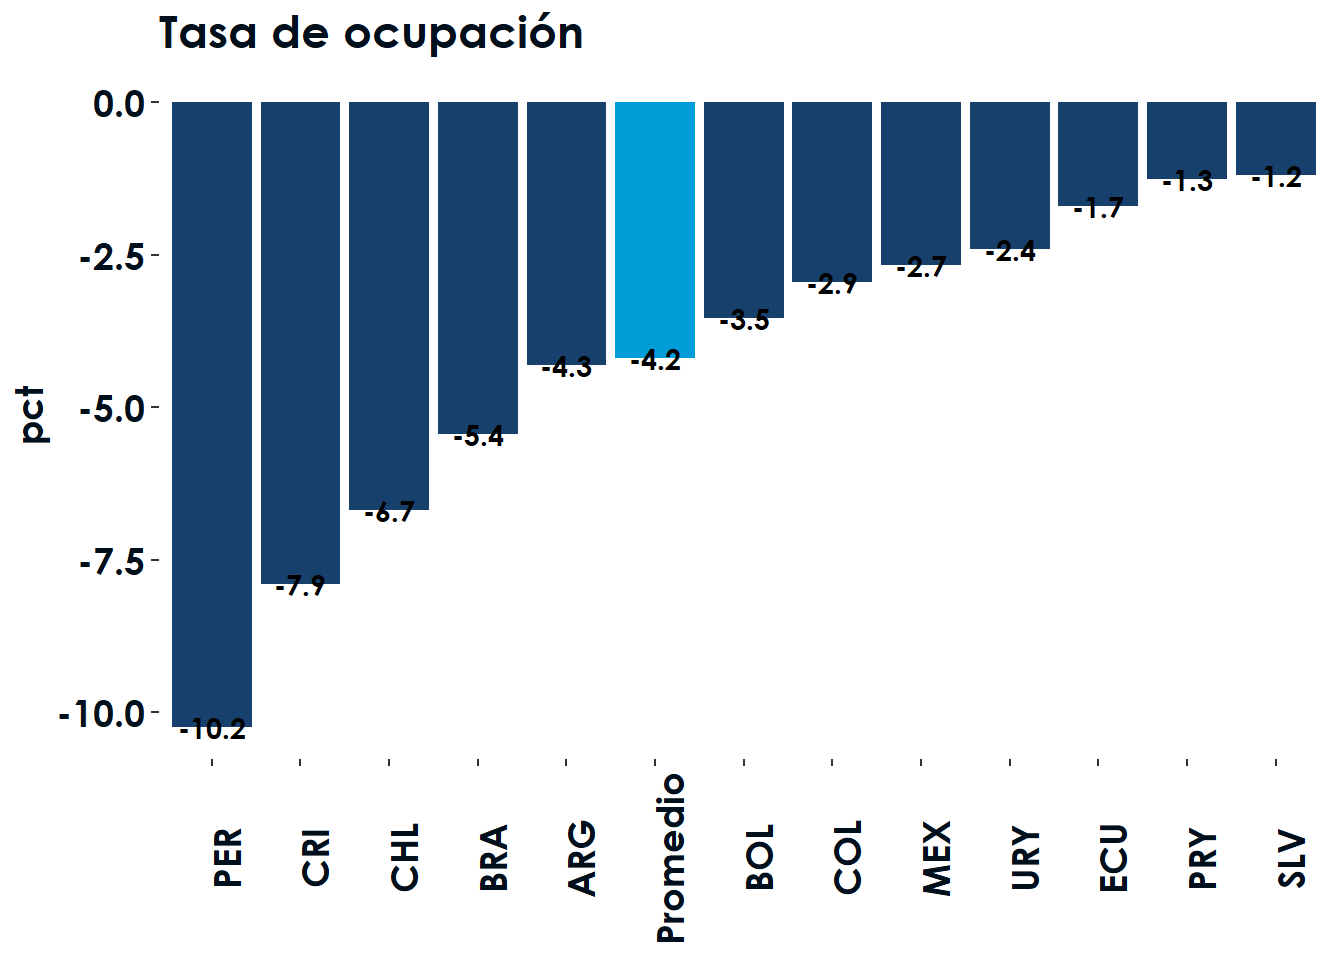 Tasa de ocupación
pct
0.0
-2.5
-5.0
-7.5
-10.0
-10.2
-7.9
-6.7
-5.4
-4.3
-4.2
-3.5
-2.9
-2.7
-2.4
-1.7
-1.3
-1.2
PER
CRI
CHL
BRA
ARG
Promedio
BOL
COL
MEX
URY
ECU
PRY
SLV